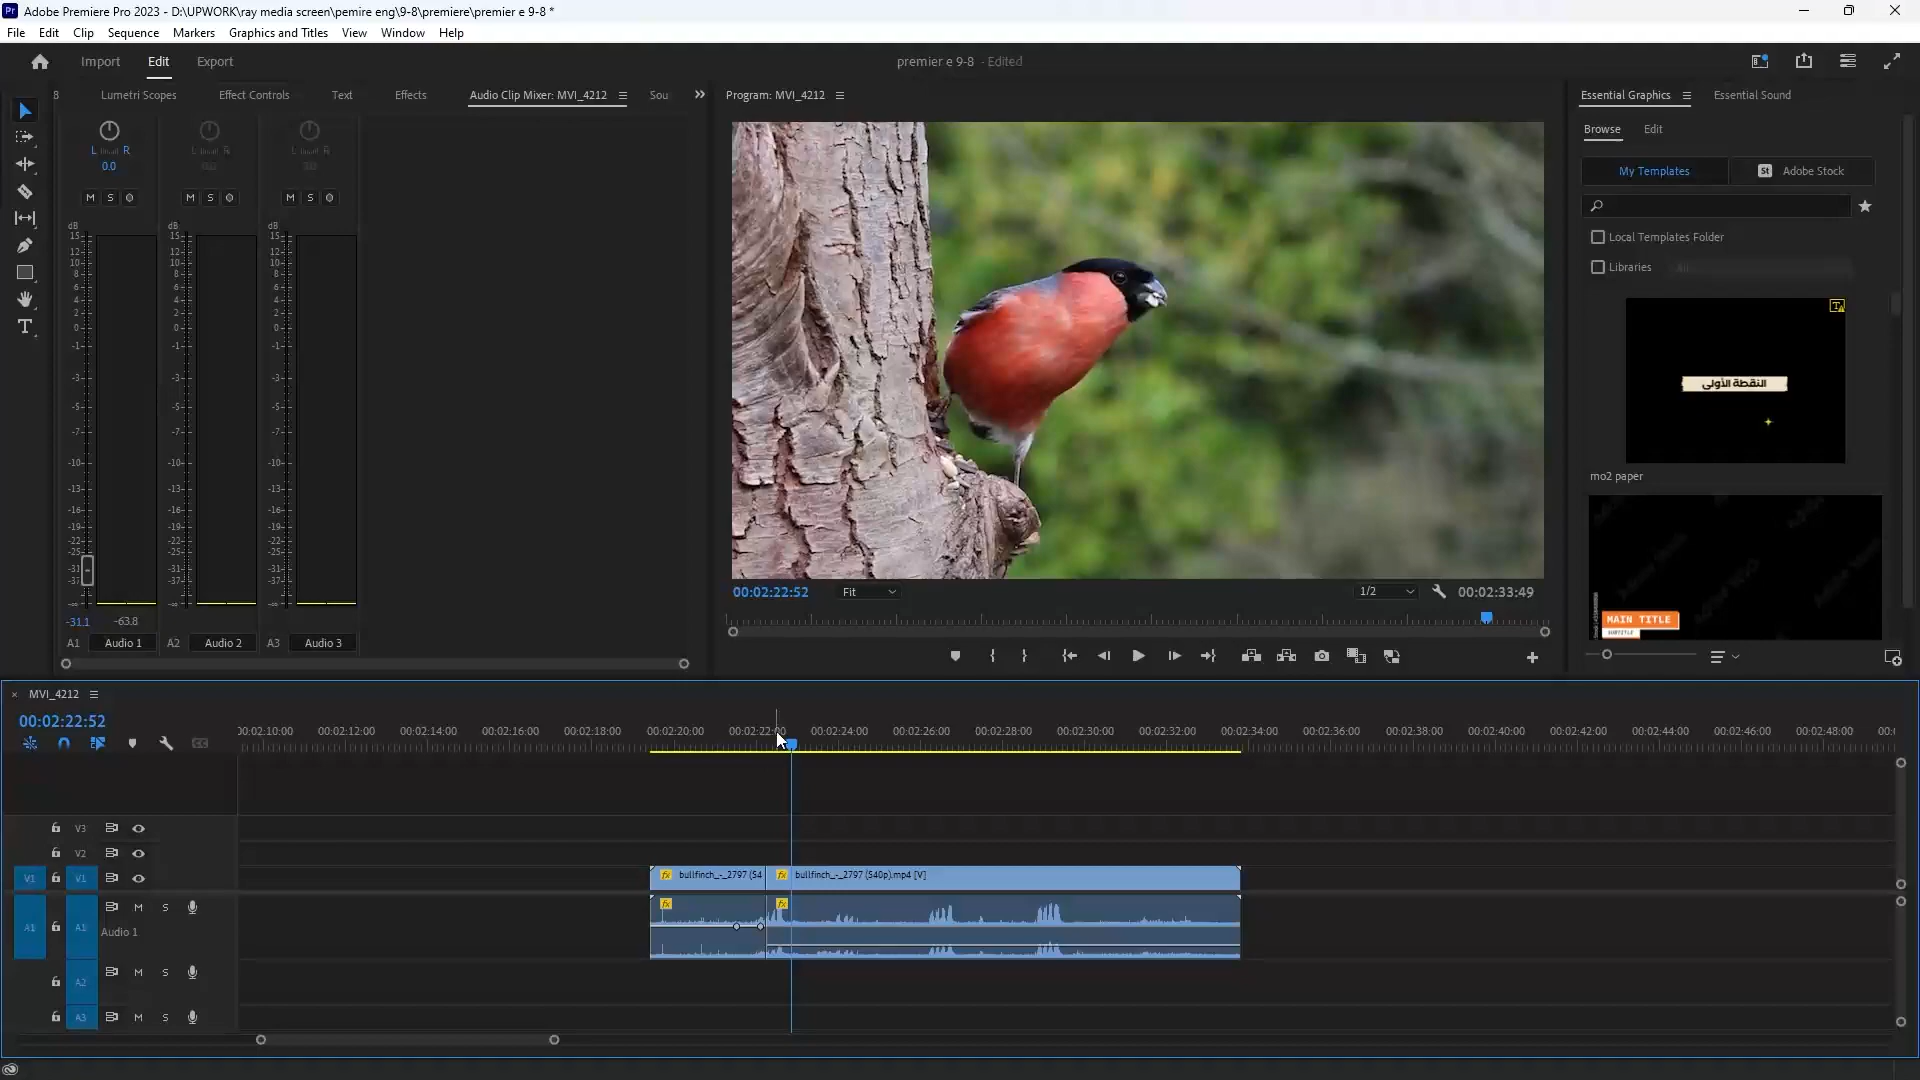 Adobe Premiere Pro 2023 - D:\UPWORK\ray media screen\pemire eng\9-8\premiere\premier e 9-8 *
File Edit Clip Sequence Markers Graphics and Titles View Window Help
Import Edit Export
premier e 9-8 - Edited
8 Lumetri Scopes Effect Controls Text Effects Audio Clip Mixer: MVI_4212 Sou
Program: MVI_4212
Essential Graphics Essential Sound
Browse Edit
My Templates Adobe Stock
Local Templates Folder
Libraries
L R L R L R
0.0
M S M S M S
dB dB dB
15 15 15
12 12 12
10 10 10
8 8 8
6 6 6
4 4 4
2 2 2
0 0 0
-1 -1 -1
-3 -3 -3
-5 -5 -5
-7 -7 -7
-10 -10 -10
-13 -13 -13
-16 -16 -16
-19 -19 -19
-22 -22 -22
-25 -25 -25
-31 -31 -31
-37 -37 -37
-∞ -∞ -∞
-31.1 -63.8
A1 Audio 1 A2 Audio 2 A3 Audio 3
النقطة الأولى
mo2 paper
MAIN TITLE
SUBTITLE
00:02:22:52 Fit 1/2 00:02:33:49
MVI_4212
00:02:22:52
00:02:10:00 00:02:12:00 00:02:14:00 00:02:16:00 00:02:18:00 00:02:20:00 00:02:22:00 00:02:24:00 00:02:26:00 00:02:28:00 00:02:30:00 00:02:32:00 00:02:34:00 00:02:36:00 00:02:38:00 00:02:40:00 00:02:42:00 00:02:44:00 00:02:46:00 00:02:48:00
V3
V2
V1 V1
fx bullfinch_-_2797 (54 fx bullfinch_-_2797 (540p).mp4 [V]
A1 A1 M S
fx fx
Audio 1
A2 M S
A3 M S